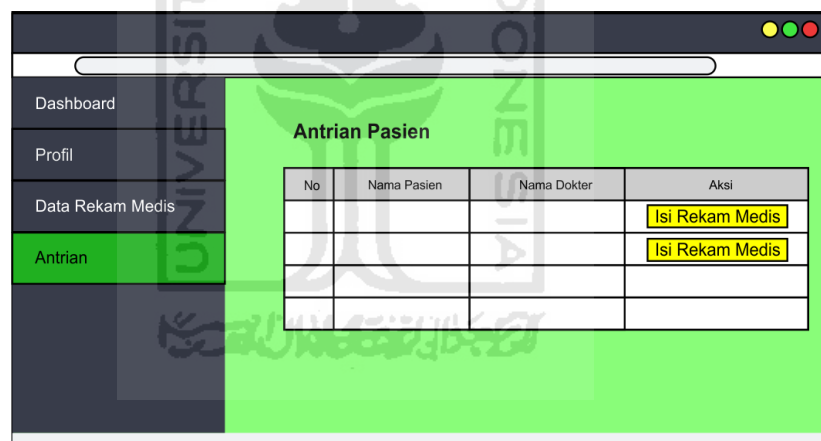 Dashboard
Profil
Data Rekam Medis
Antrian
Antrian Pasien
No Nama Pasien Nama Dokter Aksi
Isi Rekam Medis
Isi Rekam Medis